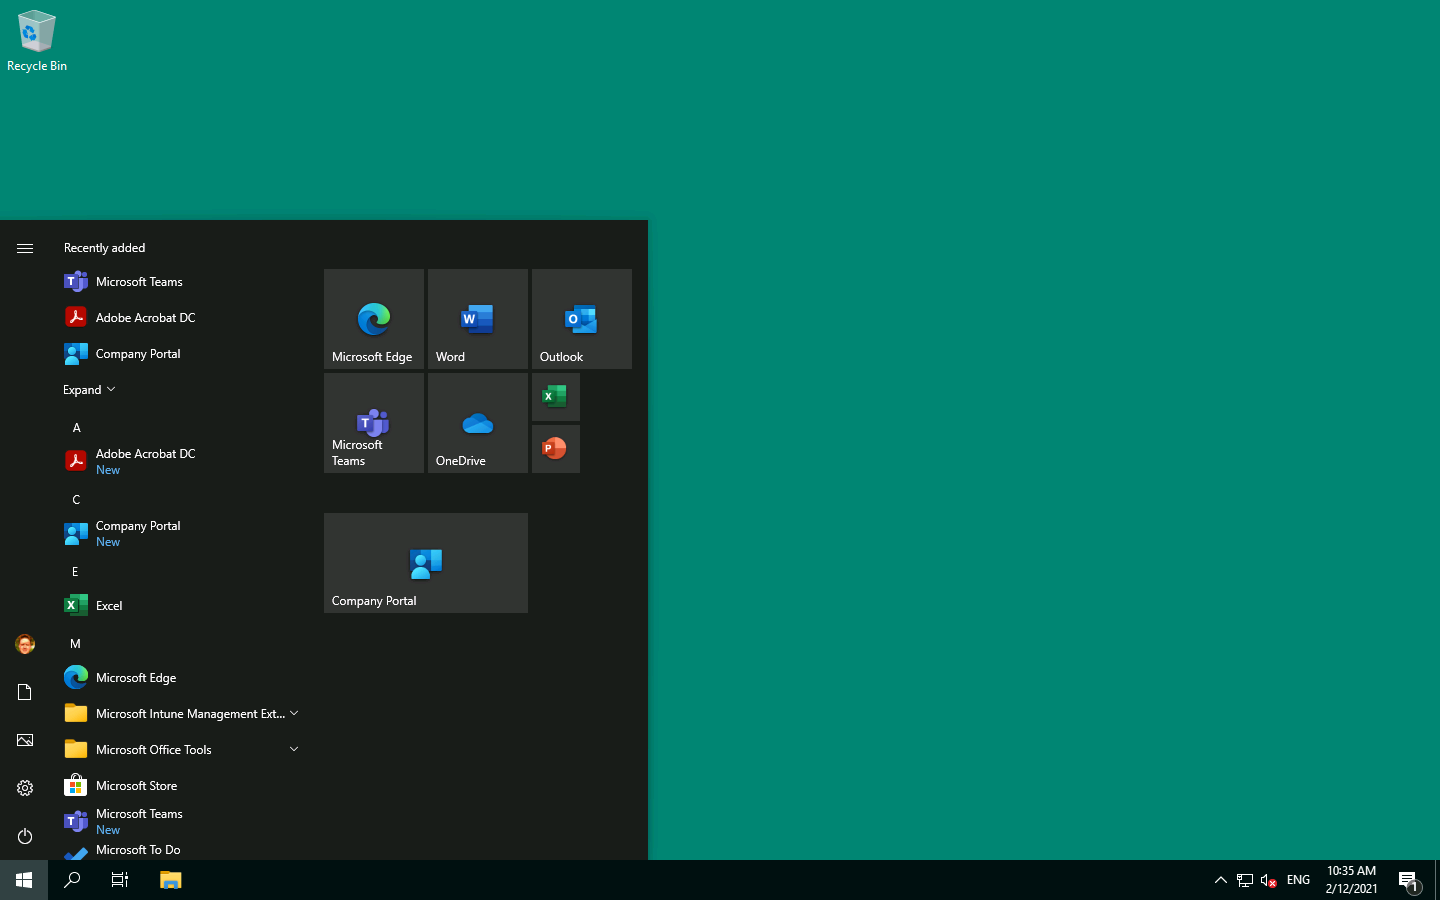 Recycle Bin
Recently added
Microsoft Teams
Adobe Acrobat DC
Company Portal
Expand
A
Adobe Acrobat DC
New
C
Company Portal
New
E
Excel
M
Microsoft Edge
Microsoft Intune Management Ext...
Microsoft Office Tools
Microsoft Store
Microsoft Teams
New
Microsoft To Do
Microsoft Edge
Word
Outlook
Microsoft
Teams
OneDrive
Company Portal
ENG
10:35 AM
2/12/2021
1